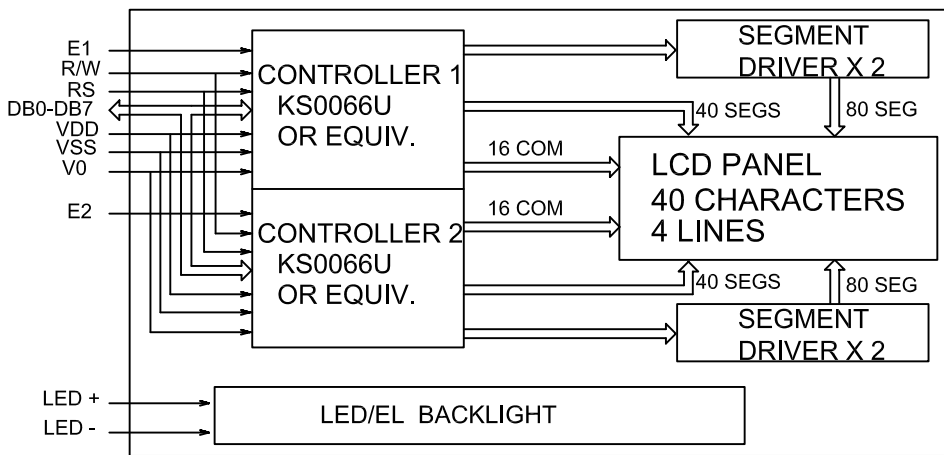 E1
R/W
RS
DB0-DB7
VDD
VSS
V0
E2
CONTROLLER 1
KS0066U
OR EQUIV.
CONTROLLER 2
KS0066U
OR EQUIV.
SEGMENT
DRIVER X 2
40 SEGS
80 SEG
16 COM
16 COM
LCD PANEL
40 CHARACTERS
4 LINES
40 SEGS
80 SEG
SEGMENT
DRIVER X 2
LED +
LED -
LED/EL BACKLIGHT